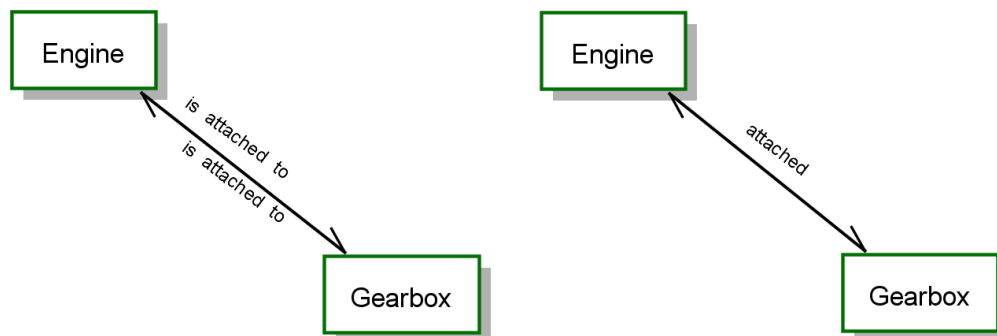 Engine
is attached to
is attached to
Gearbox
Engine
attached
Gearbox